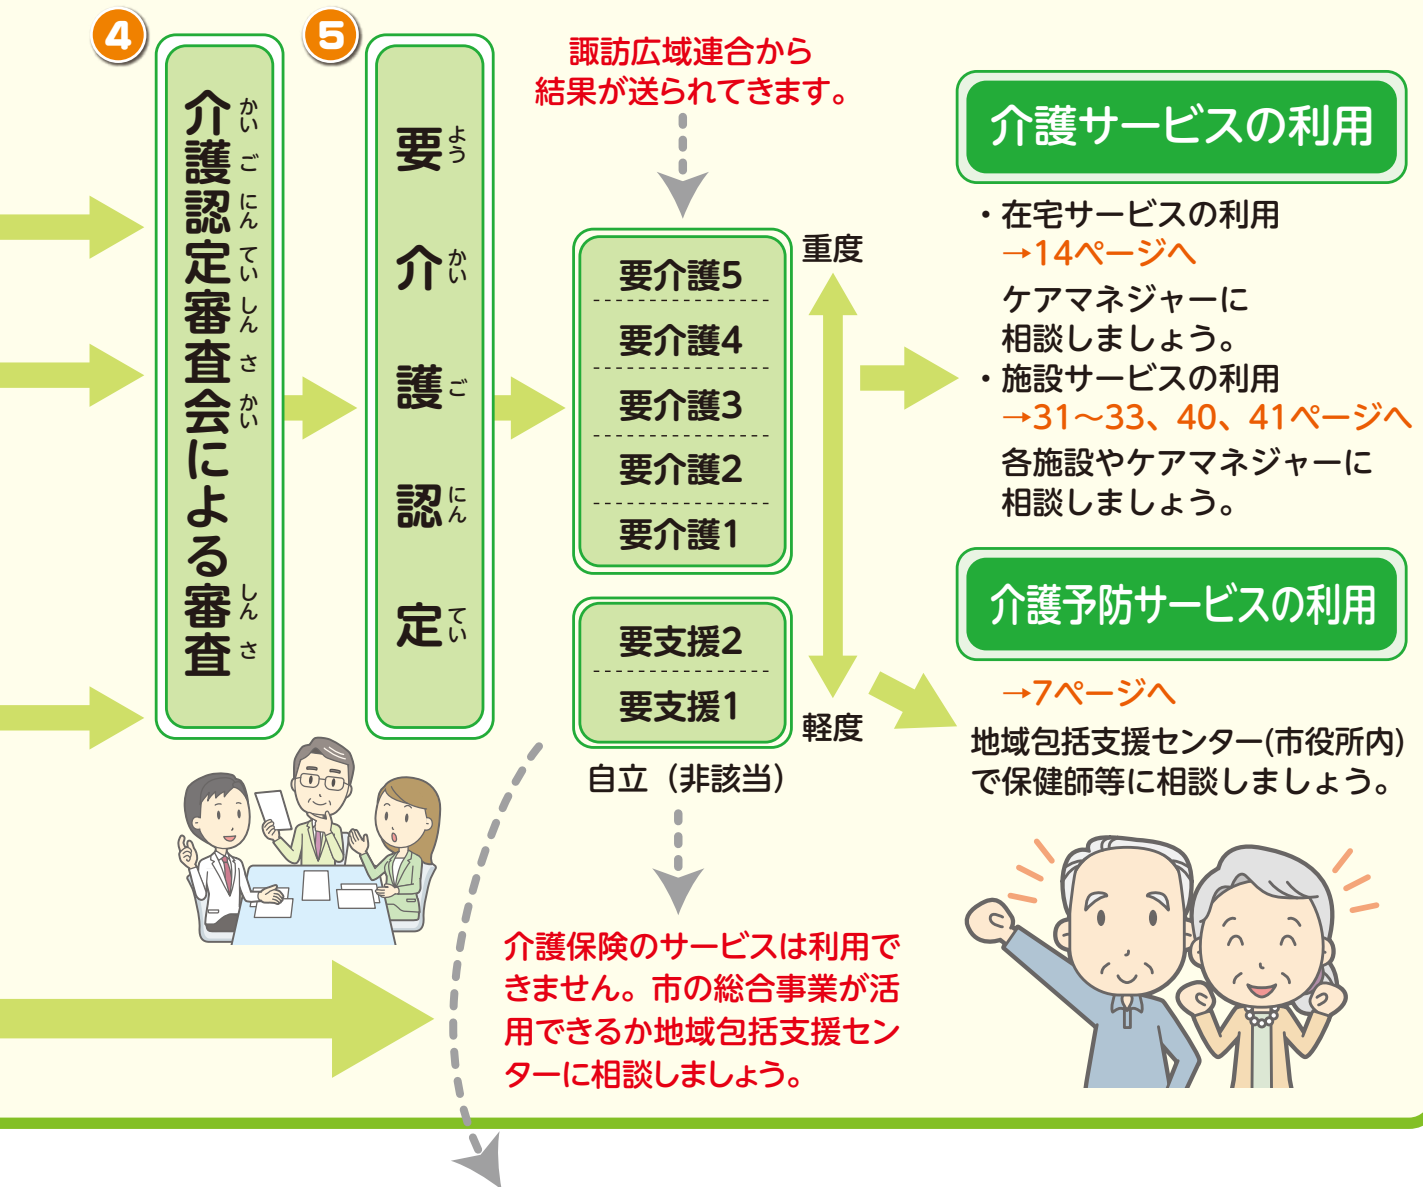 4
介護認定審査会による審査
かいごにんていしんさかい
しんさ
5
要介護認定
ようかいごにんてい
諏訪広域連合から
結果が送られてきます。
重度
要介護5
要介護4
要介護3
要介護2
要介護1
要支援2
要支援1
軽度
自立（非該当）
介護保険のサービスは利用で
きません。市の総合事業が活
用できるか地域包括支援セン
ターに相談しましょう。
介護サービスの利用
・在宅サービスの利用
→14ページへ
ケアマネジャーに
相談しましょう。
・施設サービスの利用
→31～33、40、41ページへ
各施設やケアマネジャーに
相談しましょう。
介護予防サービスの利用
→7ページへ
地域包括支援センター(市役所内)
で保健師等に相談しましょう。